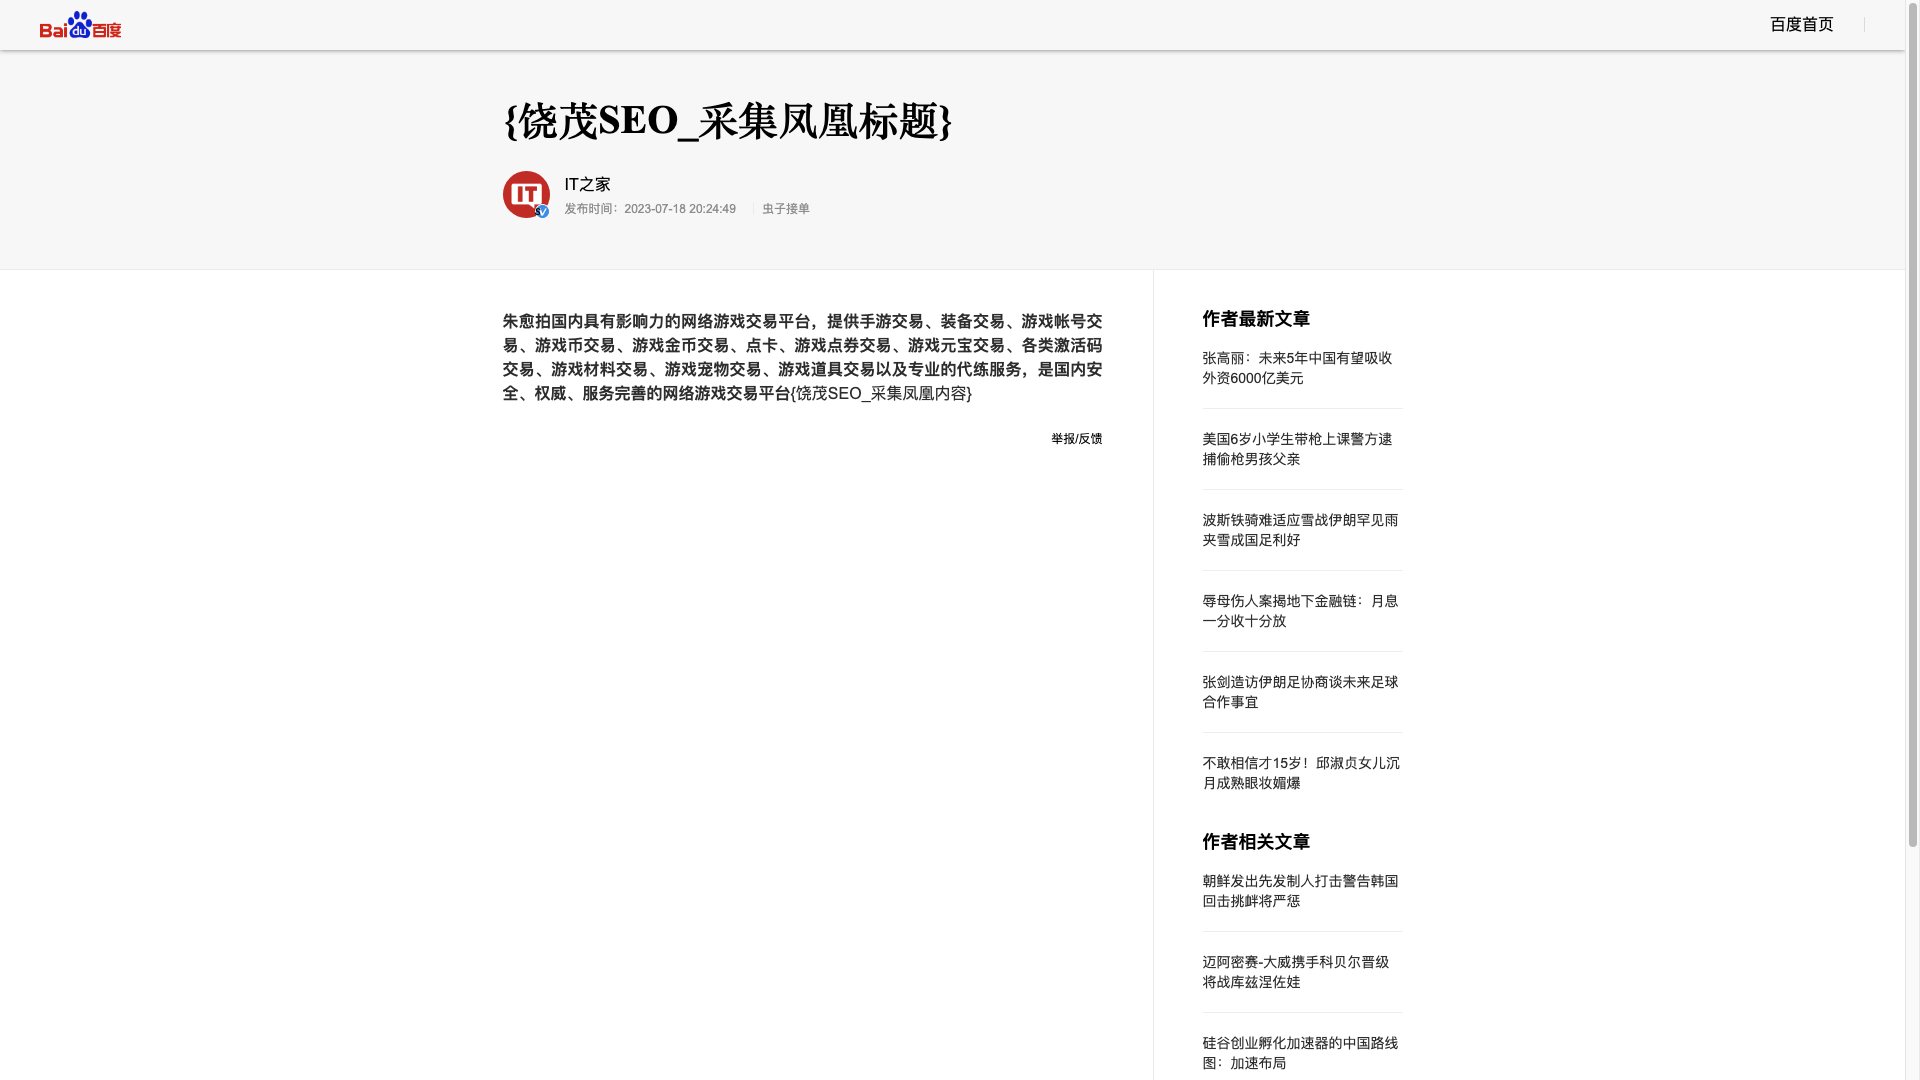 Bai du 百度
百度首页
{饶茂SEO_采集凤凰标题}
IT
IT之家
发布时间：2023-07-18 20:24:49
虫子接单
朱愈拍国内具有影响力的网络游戏交易平台，提供手游交易、装备交易、游戏帐号交
易、游戏币交易、游戏金币交易、点卡、游戏点券交易、游戏元宝交易、各类激活码
交易、游戏材料交易、游戏宠物交易、游戏道具交易以及专业的代练服务，是国内安
全、权威、服务完善的网络游戏交易平台{饶茂SEO_采集凤凰内容}
举报/反馈
作者最新文章
张高丽：未来5年中国有望吸收
外资6000亿美元
美国6岁小学生带枪上课警方逮
捕偷枪男孩父亲
波斯铁骑难适应雪战伊朗罕见雨
夹雪成国足利好
辱母伤人案揭地下金融链：月息
一分收十分放
张剑造访伊朗足协商谈未来足球
合作事宜
不敢相信才15岁！邱淑贞女儿沉
月成熟眼妆媚爆
作者相关文章
朝鲜发出先发制人打击警告韩国
回击挑衅将严惩
迈阿密赛-大威携手科贝尔晋级
将战库兹涅佐娃
硅谷创业孵化加速器的中国路线
图：加速布局